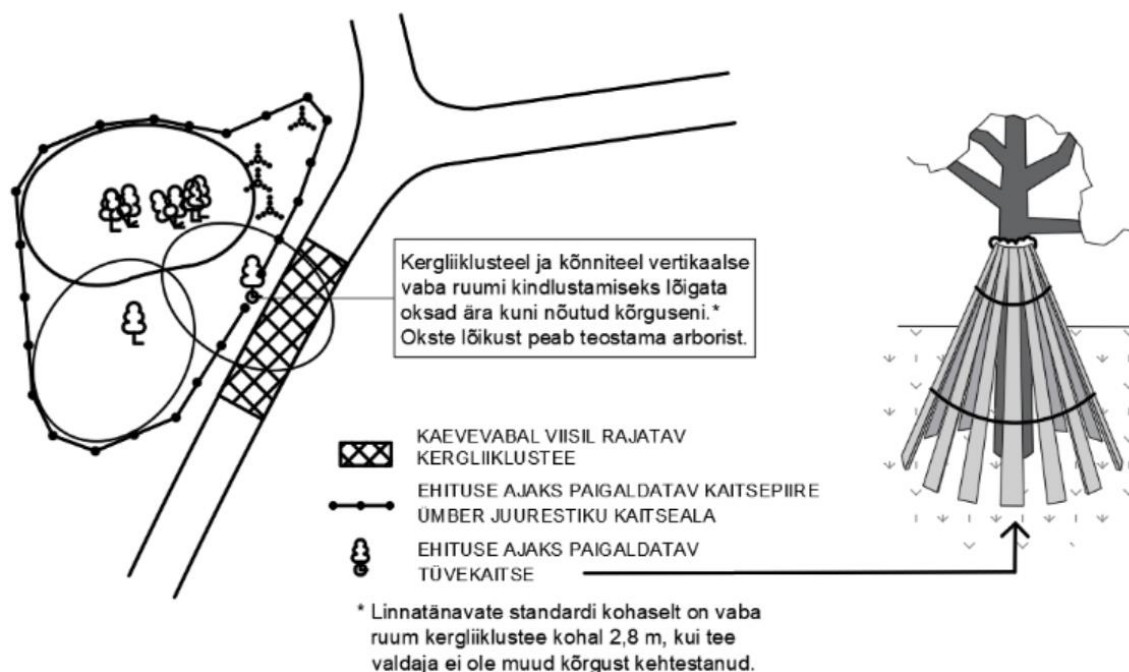 Kergliiklusteel ja kõnniteel vertikaalse
vaba ruumi kindlustamiseks lõigata
oksad ära kuni nõutud kõrguseni.*
Okste lõikust peab teostama arborist.
KAEVEVABAL VIISIL RAJATAV
KERGLIIKLUSTEE
EHITUSE AJAKS PAIGALDATAV KAITSEPIIRE
ÜMBER JUURESTIKU KAITSEALA
EHITUSE AJAKS PAIGALDATAV
TÜVEKAITSE
* Linnatänavate standardi kohaselt on vaba
ruum kergliiklustee kohal 2,8 m, kui tee
valdaja ei ole muud kõrgust kehtestanud.